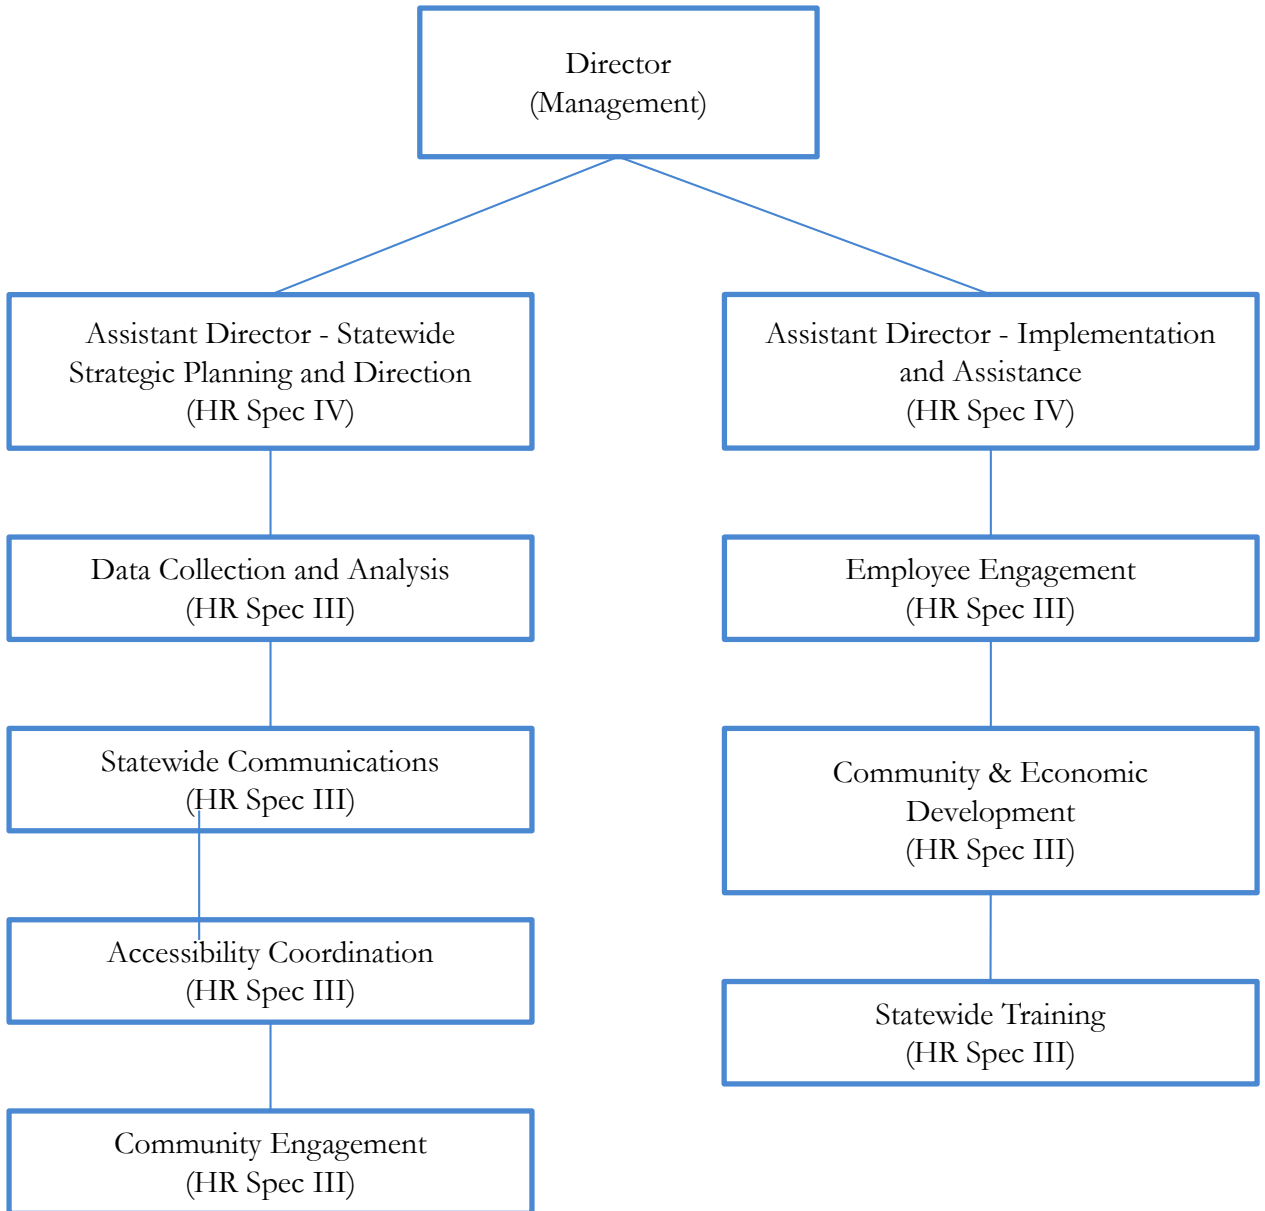 Director
(Management)
Assistant Director - Statewide
Strategic Planning and Direction
(HR Spec IV)
Assistant Director - Implementation
and Assistance
(HR Spec IV)
Data Collection and Analysis
(HR Spec III)
Employee Engagement
(HR Spec III)
Statewide Communications
(HR Spec III)
Community & Economic
Development
(HR Spec III)
Accessibility Coordination
(HR Spec III)
Statewide Training
(HR Spec III)
Community Engagement
(HR Spec III)